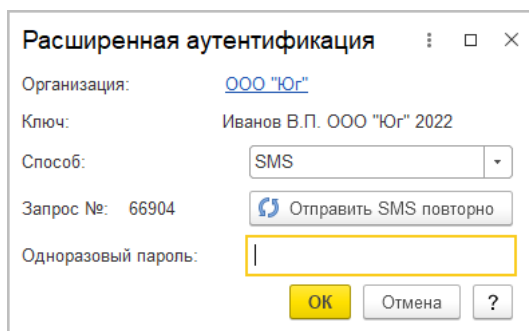 Расширенная аутентификация
Организация: ООО "Юг"
Ключ: Иванов В.П. ООО "Юг" 2022
Способ: SMS
Запрос №: 66904 Отправить SMS повторно
Одноразовый пароль:
ОК Отмена ?